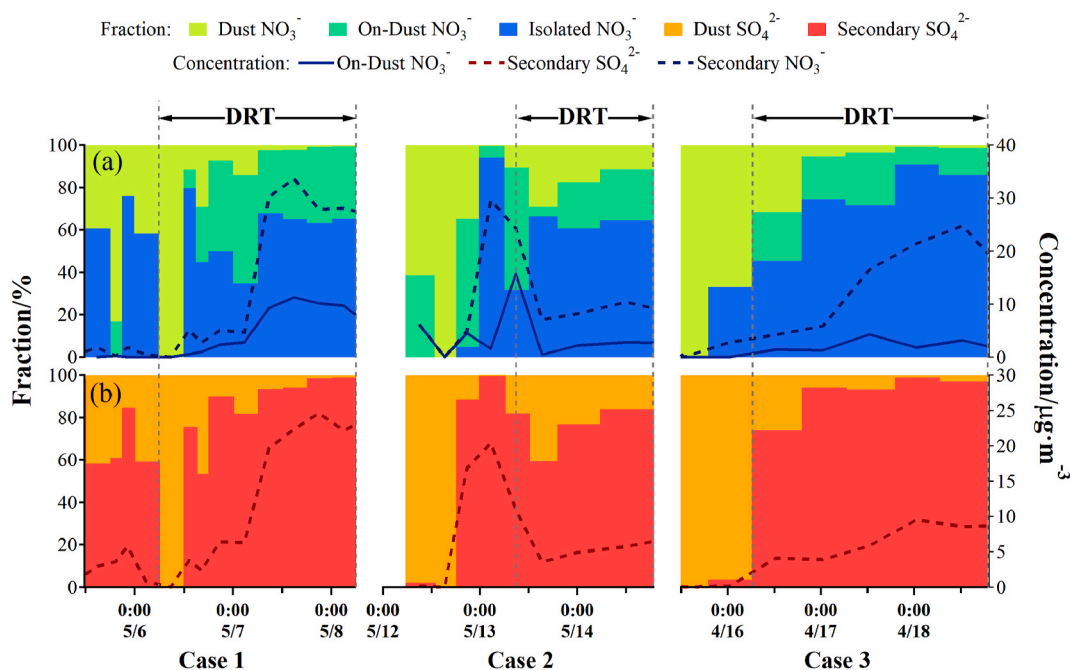 Fraction: Dust NO₃⁻ On-Dust NO₃⁻ Isolated NO₃⁻ Dust SO₄²⁻ Secondary SO₄²⁻
Concentration: On-Dust NO₃⁻ Secondary SO₄²⁻ Secondary NO₃⁻
DRT DRT DRT
(a)
100 40
80 30
60
40 20
20 10
0 0
(b)
100 30
80 25
60 20
40 15
20 10
5
0 0
Fraction/%
Concentration/μg·m⁻³
0:00 0:00 0:00 0:00 0:00 0:00 0:00 0:00 0:00
5/6 5/7 5/8 5/12 5/13 5/14 4/16 4/17 4/18
Case 1 Case 2 Case 3